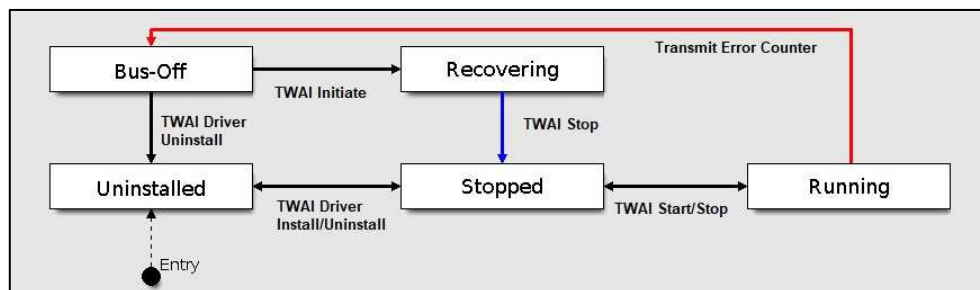 Transmit Error Counter
Bus-Off
Recovering
TWAI Initiate
TWAI Driver
Uninstall
TWAI Stop
Uninstalled
Stopped
Running
TWAI Driver
Install/Uninstall
TWAI Start/Stop
Entry